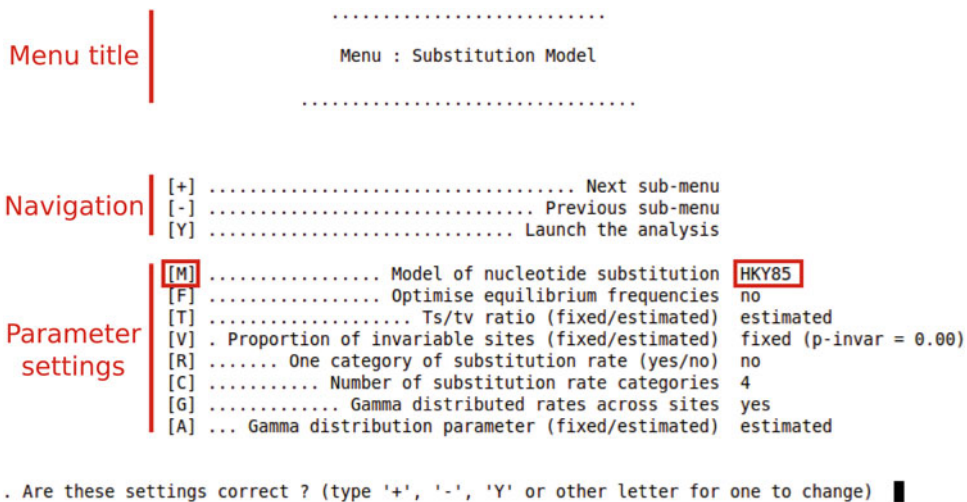 .............................
Menu title
Menu : Substitution Model
.................................
Navigation
[+] .................................... Next sub-menu
[-] ................................ Previous sub-menu
[Y] .............................. Launch the analysis
Parameter settings
[M] ................. Model of nucleotide substitution HKY85
[F] ................. Optimise equilibrium frequencies no
[T] .................... Ts/tv ratio (fixed/estimated) estimated
[V] . Proportion of invariable sites (fixed/estimated) fixed (p-invar = 0.00)
[R] ....... One category of substitution rate (yes/no) no
[C] ........... Number of substitution rate categories 4
[G] ............. Gamma distributed rates across sites yes
[A] ... Gamma distribution parameter (fixed/estimated) estimated
. Are these settings correct ? (type '+', '-', 'Y' or other letter for one to change)